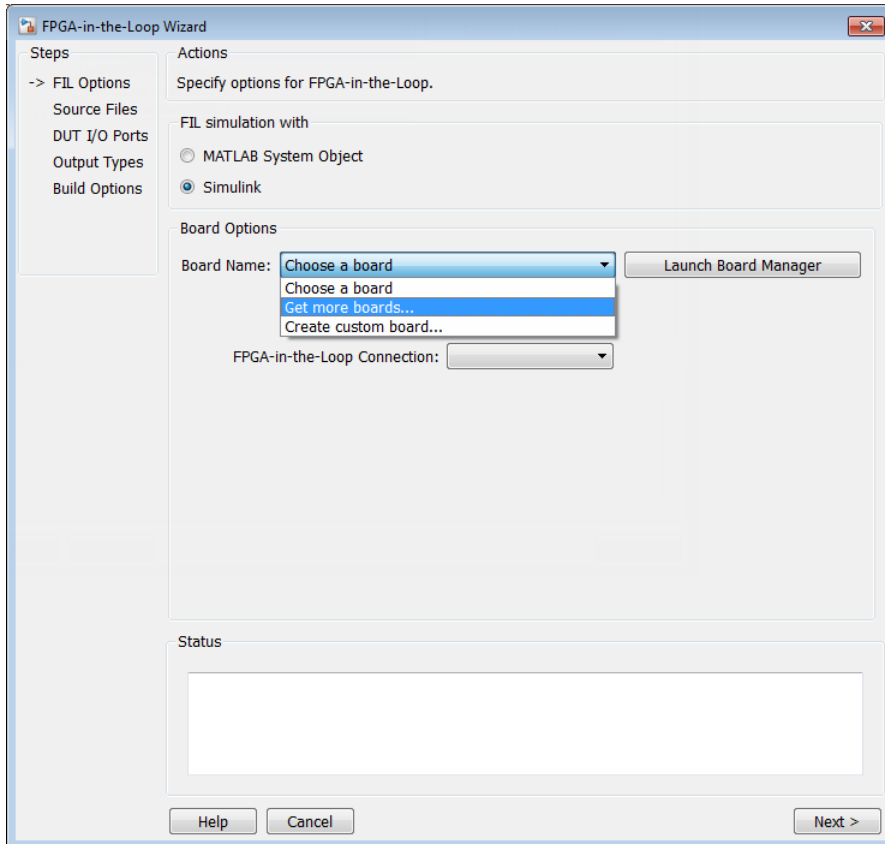 FPGA-in-the-Loop Wizard
Steps
-> FIL Options
Source Files
DUT I/O Ports
Output Types
Build Options
Actions
Specify options for FPGA-in-the-Loop.
FIL simulation with
MATLAB System Object
Simulink
Board Options
Board Name: Choose a board Launch Board Manager
Choose a board
Get more boards...
Create custom board...
FPGA-in-the-Loop Connection:
Status
Help Cancel Next >